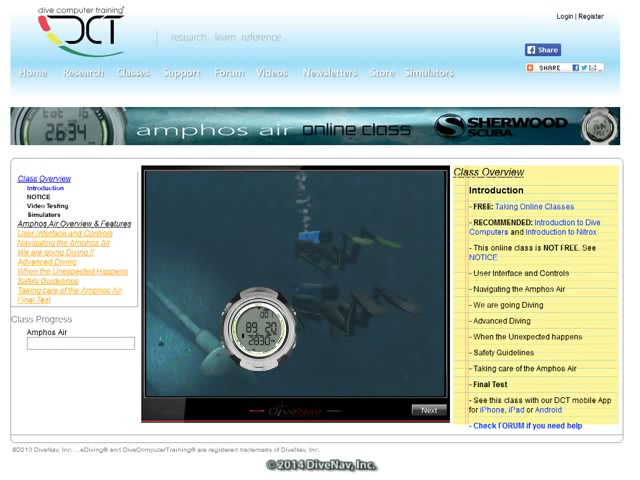 dive computer training
DCT
research learn reference
Login | Register
Share
SHARE
Home Research Classes Support Forum Videos Newsletters Store Simulators
amphos air online class SHERWOOD
SCUBA
Class Overview
Introduction
NOTICE
Video Testing
Simulators
Amphos Air Overview & Features
User Interface and Controls
Navigating the Amphos Air
We are going Diving !!
Advanced Diving
When the Unexpected Happens
Safety Guidelines
Taking care of the Amphos Air
Final Test
Class Progress
Amphos Air
89 20
DiveNav
Next
Class Overview
Introduction
- FREE: Taking Online Classes
- RECOMMENDED: Introduction to Dive
Computers and Introduction to Nitrox
- This online class is NOT FREE. See
NOTICE
- User Interface and Controls
- Navigating the Amphos Air
- We are going Diving
- Advanced Diving
- When the Unexpected happens
- Safety Guidelines
- Taking care of the Amphos Air
- Final Test
- See this class with our DCT mobile App
for iPhone, iPad or Android
- Check FORUM if you need help
©2013 DiveNav, Inc. ...eDiving® and DiveComputerTraining® are registered trademarks of DiveNav, Inc.
©2014 DiveNav, Inc.